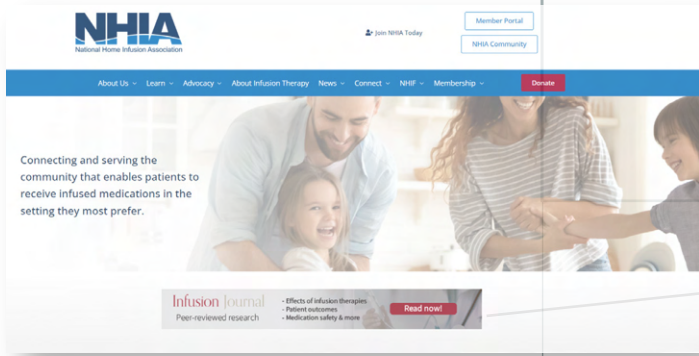 NHIA
National Home Infusion Association
Join NHIA Today
Member Portal
NHIA Community
About Us
Learn
Advocacy
About Infusion Therapy
News
Connect
NHIF
Membership
Donate
Connecting and serving the
community that enables patients to
receive infused medications in the
setting they most prefer.
Infusion Journal
Peer-reviewed research
- Effects of infusion therapies
- Patient outcomes
- Medication safety & more
Read now!